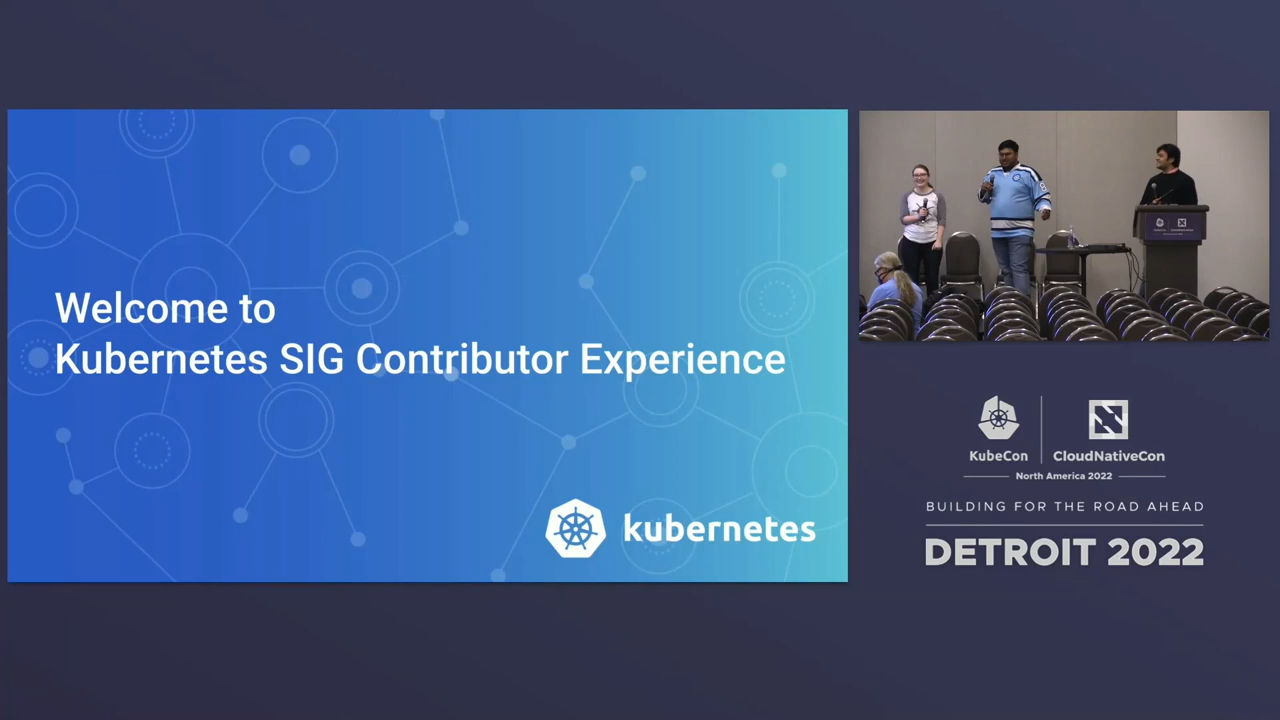 Welcome to
Kubernetes SIG Contributor Experience
kubernetes
KubeCon
CloudNativeCon
North America 2022
BUILDING FOR THE ROAD AHEAD
DETROIT 2022